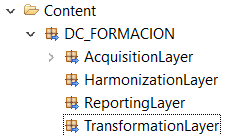 Content
DC_FORMACION
AcquisitionLayer
HarmonizationLayer
ReportingLayer
TransformationLayer